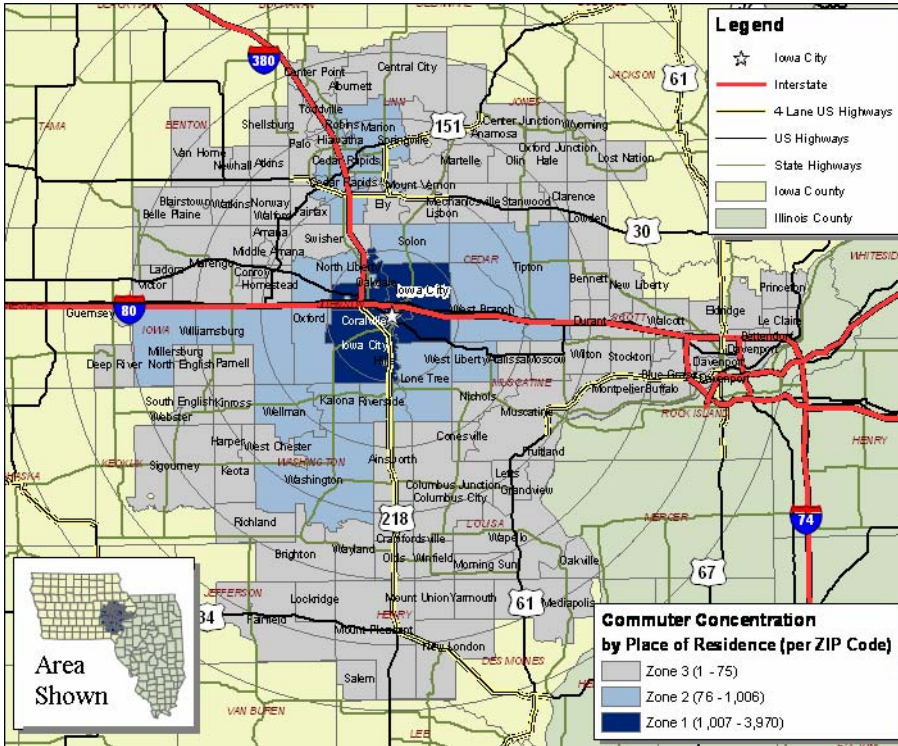 Legend
Iowa City
Interstate
4 Lane US Highways
US Highways
State Highways
Iowa County
Illinois County
380
61
151
30
80
218
61
67
74
34
JACKSON
JONES
Central City
Center Point
Alburnett
TAMA
BENTON
Shellsburg
Toddville
Robins
Marion
Palo
Hiawatha
Springville
Center Junction
Anamosa
Oxford Junction
Wyoming
Van Horne
Newhall
Atkins
Cedar Rapids
Cedar Rapids
Martelle
Olin
Hale
Lost Nation
Mount Vernon
Blairstown
Watkins
Norway
Walford
Fairfax
Ely
Lisbon
Mechanicsville
Stanwood
Clarence
Belle Plaine
Lowden
Amana
Middle Amana
Swisher
Solon
CEDAR
WHITESIDE
Ladora
Marengo
Victor
Conroy
Homestead
North Liberty
Oakdale
Tipton
Bennett
New Liberty
Princeton
Iowa City
Guernsey
IOWA
Williamsburg
Oxford
Coralville
West Branch
Durant
SCOTT
Walcott
Eldridge
Le Claire
Bettendorf
Davenport
Davenport
Davenport
Millersburg
Deep River
North English
Parnell
Iowa City
Hills
West Liberty
Atalissa
Moscow
Wilton
Stockton
Blue Grass
Lone Tree
MUSCATINE
Montpelier
Buffalo
South English
Kinross
Webster
Wellman
Kalona
Riverside
Nichols
Muscatine
ROCK ISLAND
HENRY
Harper
West Chester
Conesville
Fruitland
KEOKUK
Sigourney
Keota
WASHINGTON
Washington
Ainsworth
Letts
Grandview
Columbus Junction
Columbus City
MERCER
Richland
LOUISA
Crawfordsville
Wapello
Brighton
Wayland
Olds
Winfield
Morning Sun
Oakville
JEFFERSON
Lockridge
Mount Union
Yarmouth
Mediapolis
Fairfield
HENRY
Mount Pleasant
New London
DES MOINES
Salem
VAN BUREN
LEE
Area
Shown
Commuter Concentration
by Place of Residence (per ZIP Code)
Zone 3 (1 - 75)
Zone 2 (76 - 1,006)
Zone 1 (1,007 - 3,970)